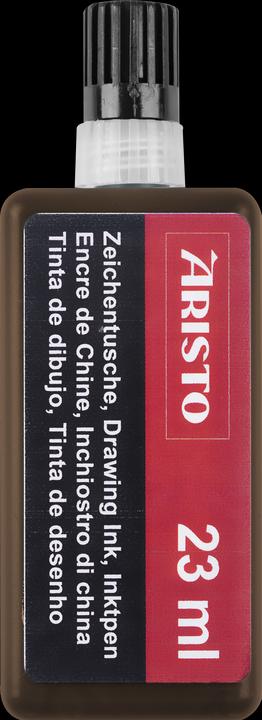 ARISTO
23 ml
Zeichentusche, Drawing Ink, Inktpen
Encre de Chine, Inchiostro di china
Tinta de dibujo, Tinta de desenho